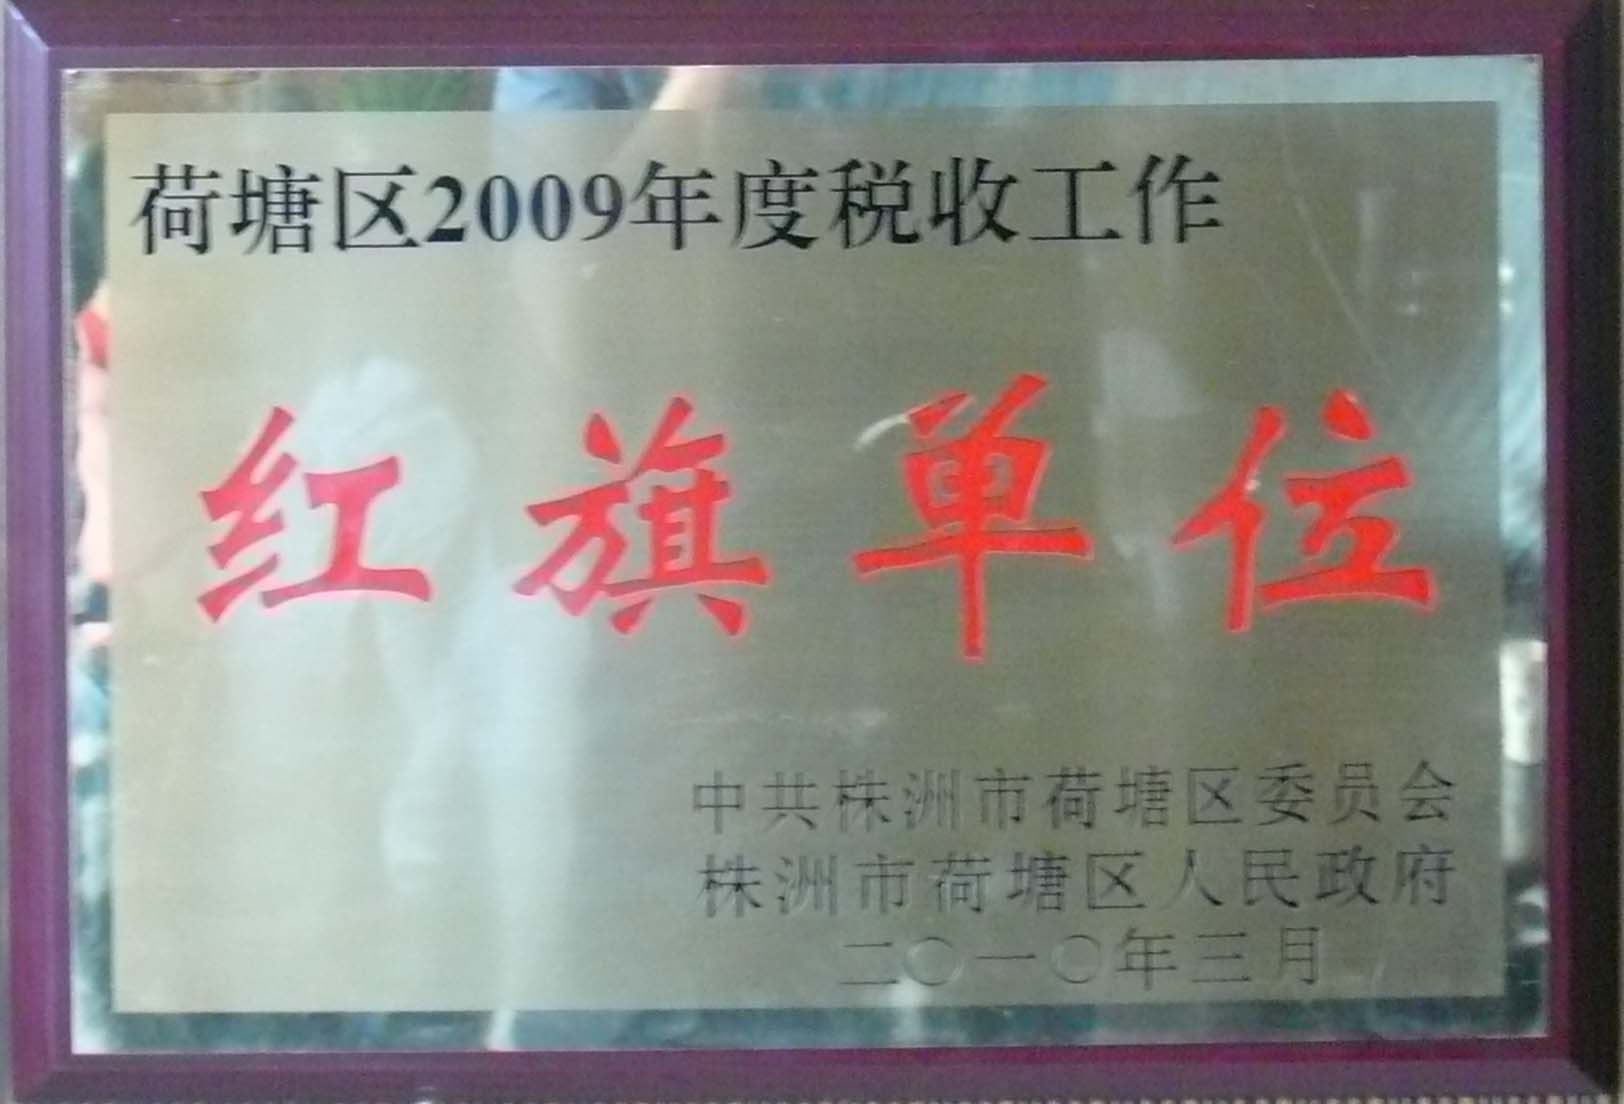 荷塘区2009年度税收工作
红旗单位
中共株洲市荷塘区委员会
株洲市荷塘区人民政府
二〇一〇年三月